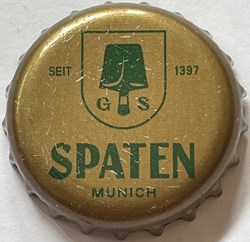 SEIT 1397
G S
SPATEN
MUNICH